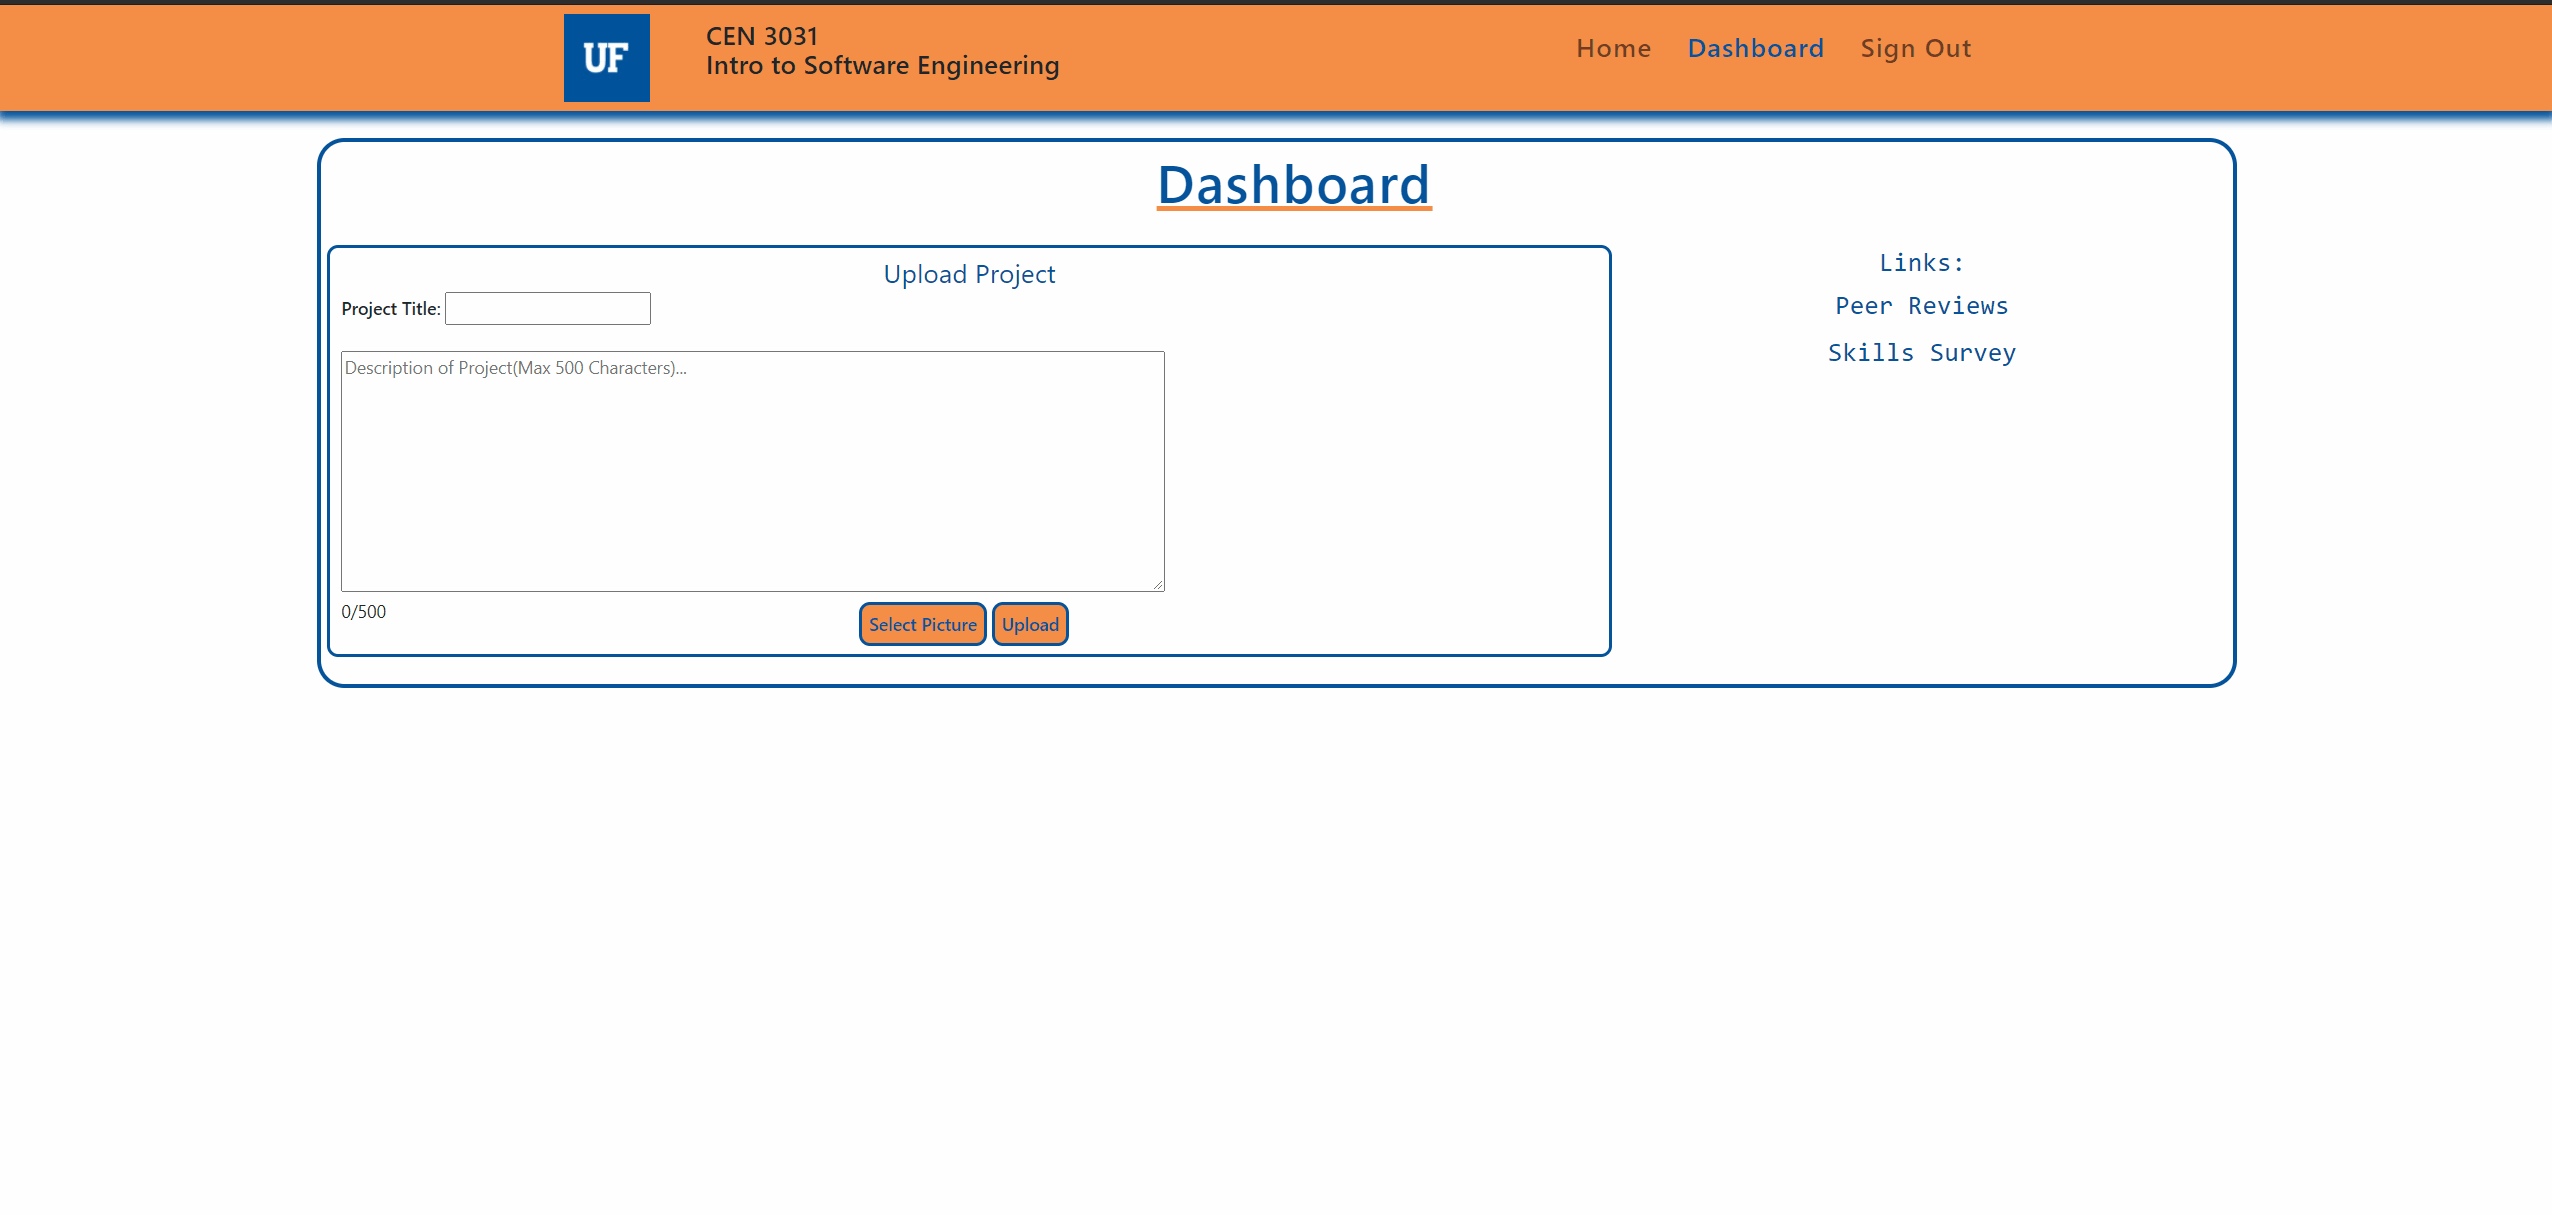 UF
CEN 3031
Intro to Software Engineering
Home Dashboard Sign Out
Dashboard
Upload Project
Project Title:
Description of Project(Max 500 Characters)...
0/500
Select Picture Upload
Links:
Peer Reviews
Skills Survey